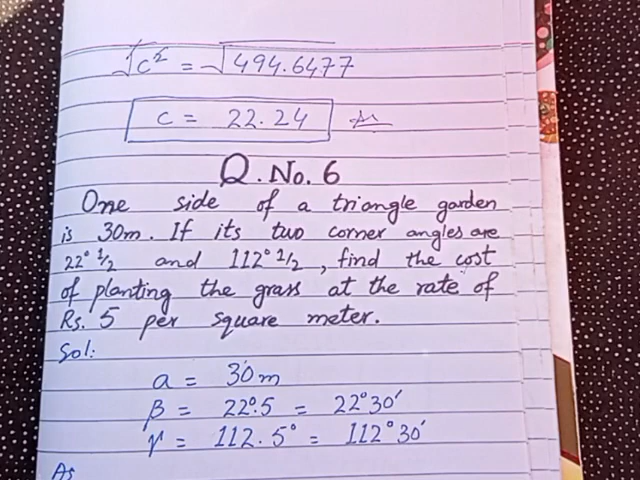 √c² = √494.6477
c = 22.24 Ans
Q. No. 6
One side of a triangle garden
is 30m. If its two corner angles are
22° 1/2 and 112° 1/2, find the cost
of planting the grass at the rate of
Rs. 5 per square meter.
Sol:
a = 30m
β = 22°.5 = 22°30′
γ = 112.5° = 112°30′
As